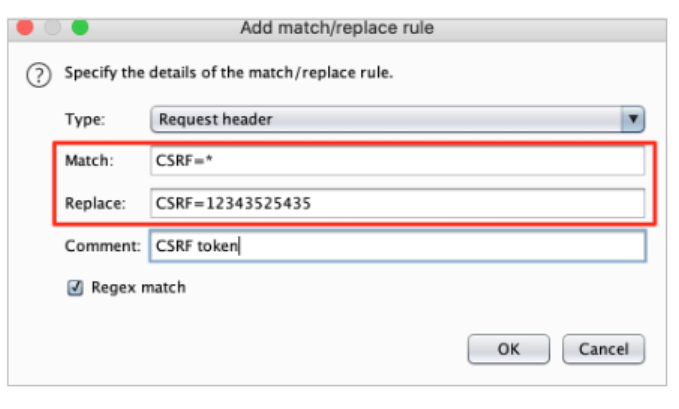 Add match/replace rule
? Specify the details of the match/replace rule.
Type: Request header
Match: CSRF=*
Replace: CSRF=12343525435
Comment: CSRF token
Regex match
OK Cancel